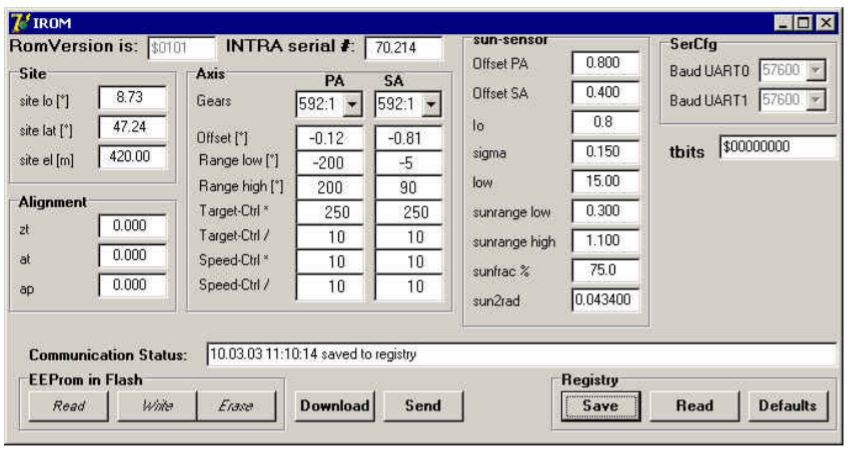 IROM
RomVersion is: $0101 INTRA serial #: 70.214
Site
site lo [°] 8.73
site lat [°] 47.24
site el [m] 420.00
Alignment
zt 0.000
at 0.000
ap 0.000
Axis
PA SA
Gears 592:1 592:1
Offset [°] -0.12 -0.81
Range low [°] -200 -5
Range high [°] 200 90
Target-Ctrl * 250 250
Target-Ctrl / 10 10
Speed-Ctrl * 10 10
Speed-Ctrl / 10 10
sun-sensor
Offset PA 0.800
Offset SA 0.400
Io 0.8
sigma 0.150
low 15.00
sunrange low 0.300
sunrange high 1.100
sunfrac % 75.0
sun2rad 0.043400
SerCfg
Baud UART0 57600
Baud UART1 57600
tbits $00000000
Communication Status: 10.03.03 11:10:14 saved to registry
EEProm in Flash
Read Write Erase
Download Send
Registry
Save Read Defaults